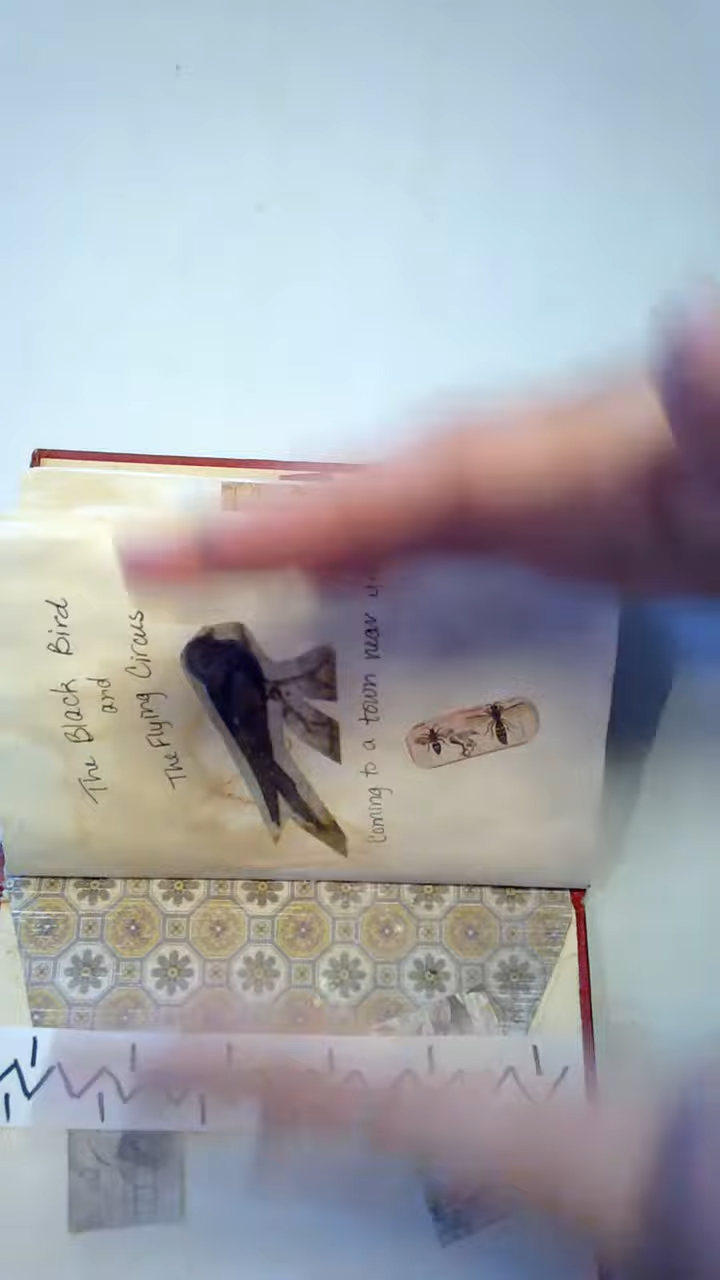 The Black Bird
and
The Flying Circus
Coming to a town near